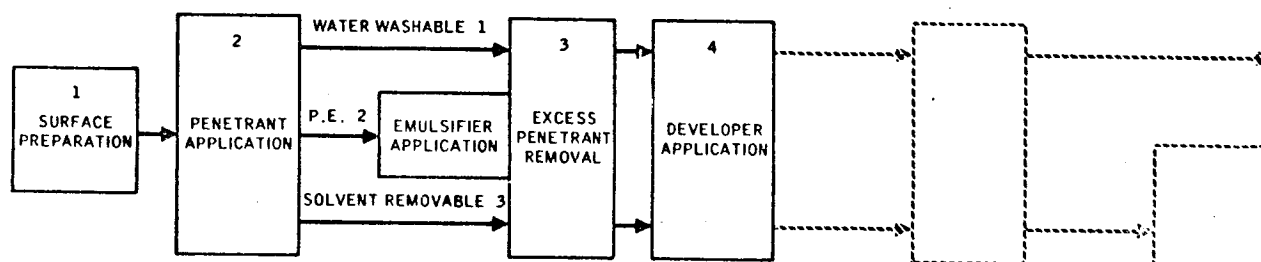 1
SURFACE
PREPARATION
2
PENETRANT
APPLICATION
WATER WASHABLE 1
P.E. 2
EMULSIFIER
APPLICATION
SOLVENT REMOVABLE 3
3
EXCESS
PENETRANT
REMOVAL
4
DEVELOPER
APPLICATION